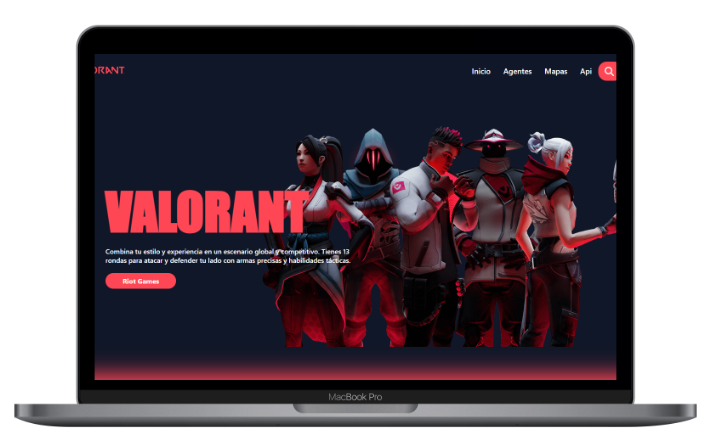 ORANT
Inicio Agentes Mapas Api
VALORANT
Combina tu estilo y experiencia en un escenario global y competitivo. Tienes 13
rondas para atacar y defender tu lado con armas precisas y habilidades tácticas.
Riot Games
MacBook Pro